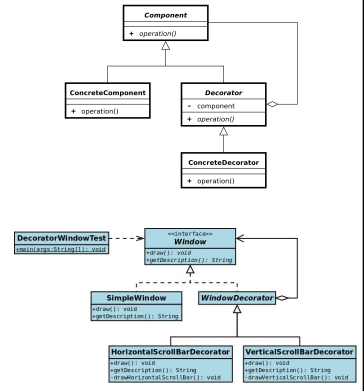 Component
+ operation()
ConcreteComponent
+ operation()
Decorator
- component
+ operation()
ConcreteDecorator
+ operation()
DecoratorWindowTest
+main(args:String[]): void
<<interface>>
Window
+draw(): void
+getDescription(): String
SimpleWindow
+draw(): void
+getDescription(): String
WindowDecorator
HorizontalScrollBarDecorator
+draw(): void
+getDescription(): String
-drawHorizontalScrollBar(): void
VerticalScrollBarDecorator
+draw(): void
+getDescription(): String
-drawVerticalScrollBar(): void